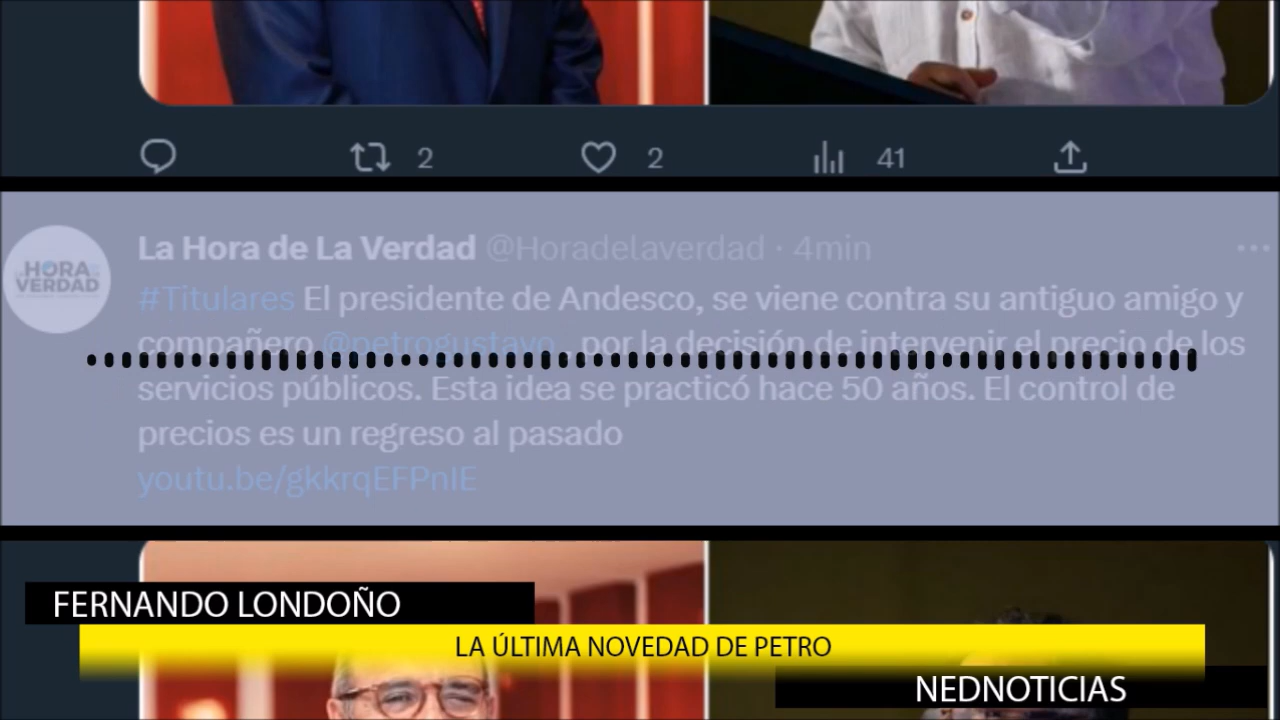 2
2
41
La Hora de La Verdad @Horadelaverdad · 4min
HORA
VERDAD
#Titulares El presidente de Andesco, se viene contra su antiguo amigo y
compañero @petrogustavo , por la decisión de intervenir el precio de los
servicios públicos. Esta idea se practicó hace 50 años. El control de
precios es un regreso al pasado
youtu.be/gkkrqEFPnIE
FERNANDO LONDOÑO
LA ÚLTIMA NOVEDAD DE PETRO
NEDNOTICIAS